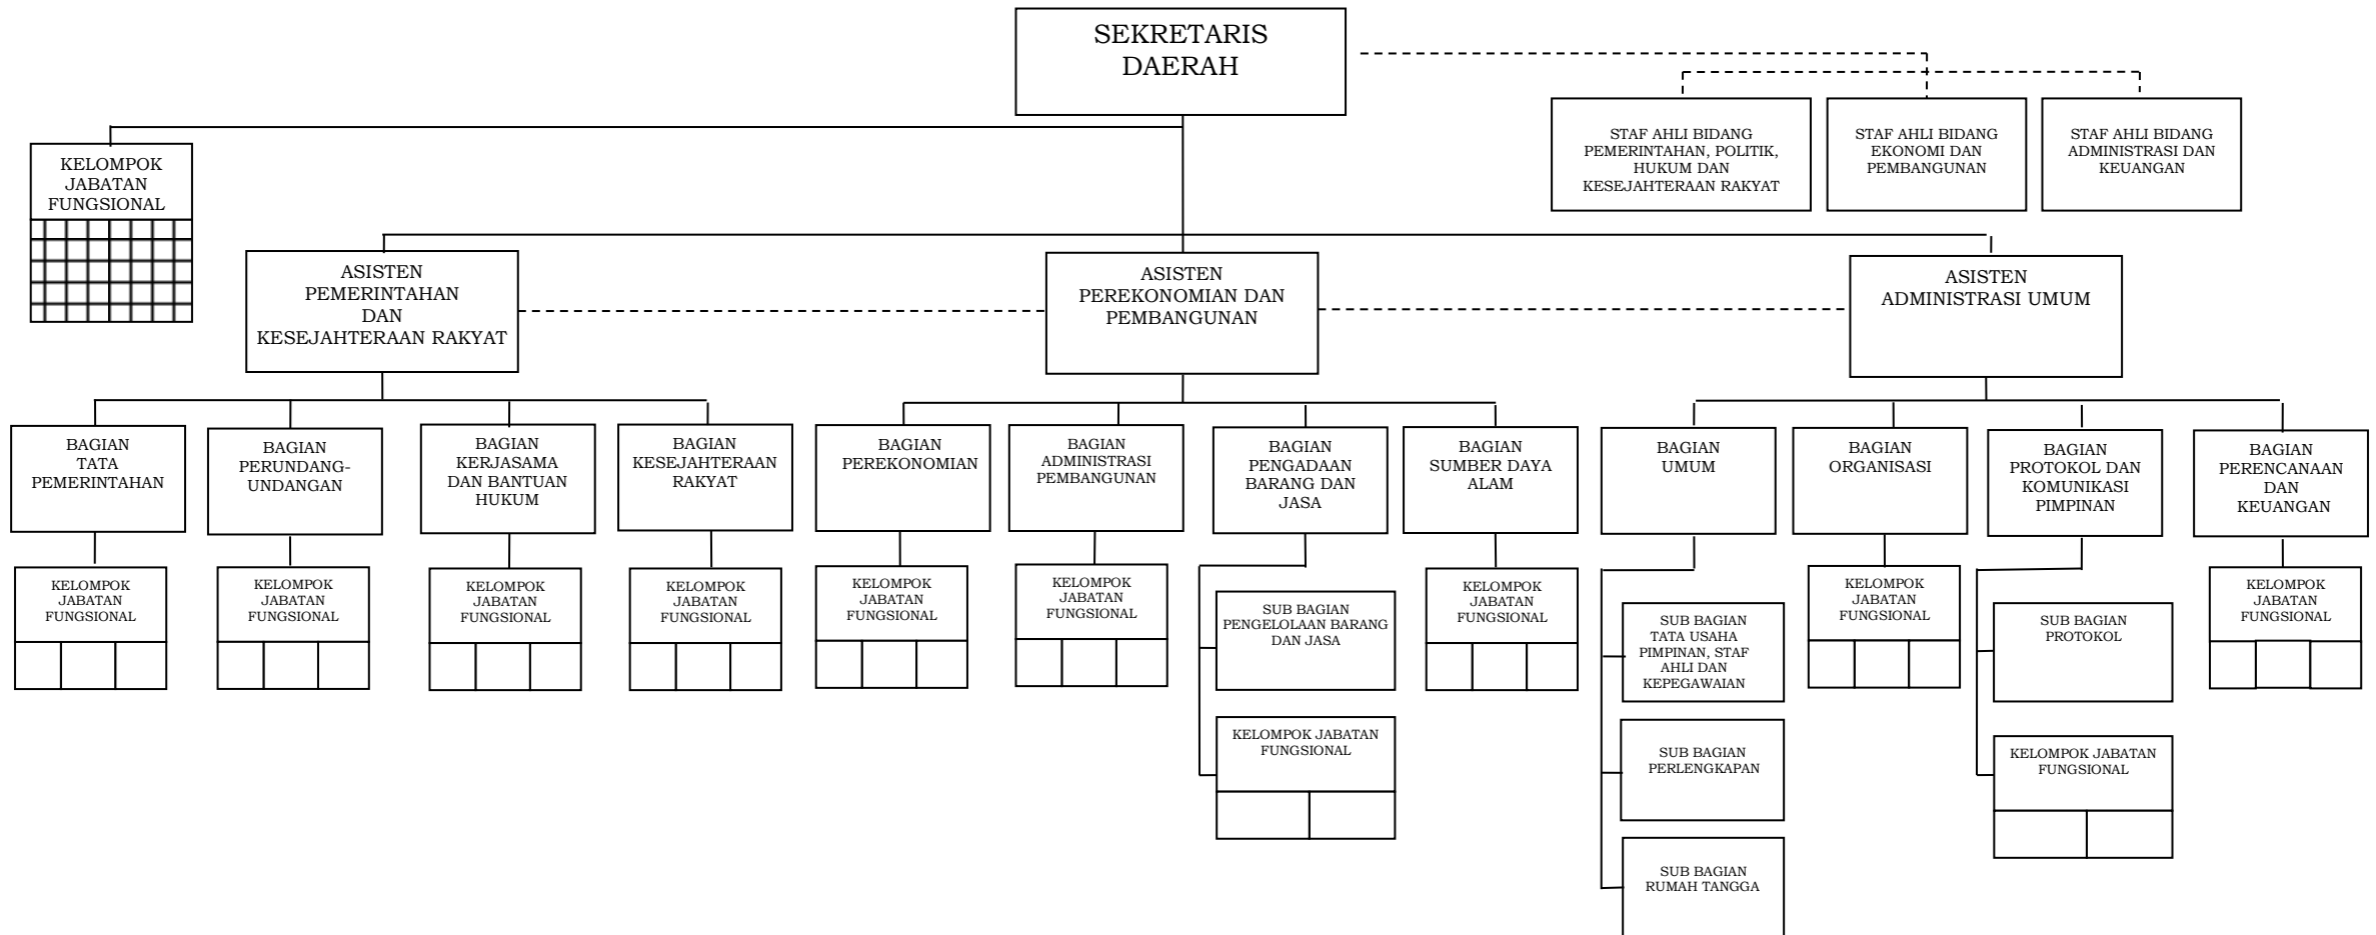 SEKRETARIS
DAERAH
STAF AHLI BIDANG
PEMERINTAHAN, POLITIK,
HUKUM DAN
KESEJAHTERAAN RAKYAT
STAF AHLI BIDANG
EKONOMI DAN
PEMBANGUNAN
STAF AHLI BIDANG
ADMINISTRASI DAN
KEUANGAN
KELOMPOK
JABATAN
FUNGSIONAL
ASISTEN
PEMERINTAHAN
DAN
KESEJAHTERAAN RAKYAT
ASISTEN
PEREKONOMIAN DAN
PEMBANGUNAN
ASISTEN
ADMINISTRASI UMUM
BAGIAN
TATA
PEMERINTAHAN
BAGIAN
PERUNDANG-
UNDANGAN
BAGIAN
KERJASAMA
DAN BANTUAN
HUKUM
BAGIAN
KESEJAHTERAAN
RAKYAT
BAGIAN
PEREKONOMIAN
BAGIAN
ADMINISTRASI
PEMBANGUNAN
BAGIAN
PENGADAAN
BARANG DAN
JASA
BAGIAN
SUMBER DAYA
ALAM
BAGIAN
UMUM
BAGIAN
ORGANISASI
BAGIAN
PROTOKOL DAN
KOMUNIKASI
PIMPINAN
BAGIAN
PERENCANAAN
DAN
KEUANGAN
KELOMPOK
JABATAN
FUNGSIONAL
KELOMPOK
JABATAN
FUNGSIONAL
KELOMPOK
JABATAN
FUNGSIONAL
KELOMPOK
JABATAN
FUNGSIONAL
KELOMPOK
JABATAN
FUNGSIONAL
KELOMPOK
JABATAN
FUNGSIONAL
SUB BAGIAN
PENGELOLAAN BARANG
DAN JASA
KELOMPOK JABATAN
FUNGSIONAL
KELOMPOK
JABATAN
FUNGSIONAL
SUB BAGIAN
TATA USAHA
PIMPINAN, STAF
AHLI DAN
KEPEGAWAIAN
SUB BAGIAN
PERLENGKAPAN
SUB BAGIAN
RUMAH TANGGA
KELOMPOK
JABATAN
FUNGSIONAL
SUB BAGIAN
PROTOKOL
KELOMPOK JABATAN
FUNGSIONAL
KELOMPOK
JABATAN
FUNGSIONAL